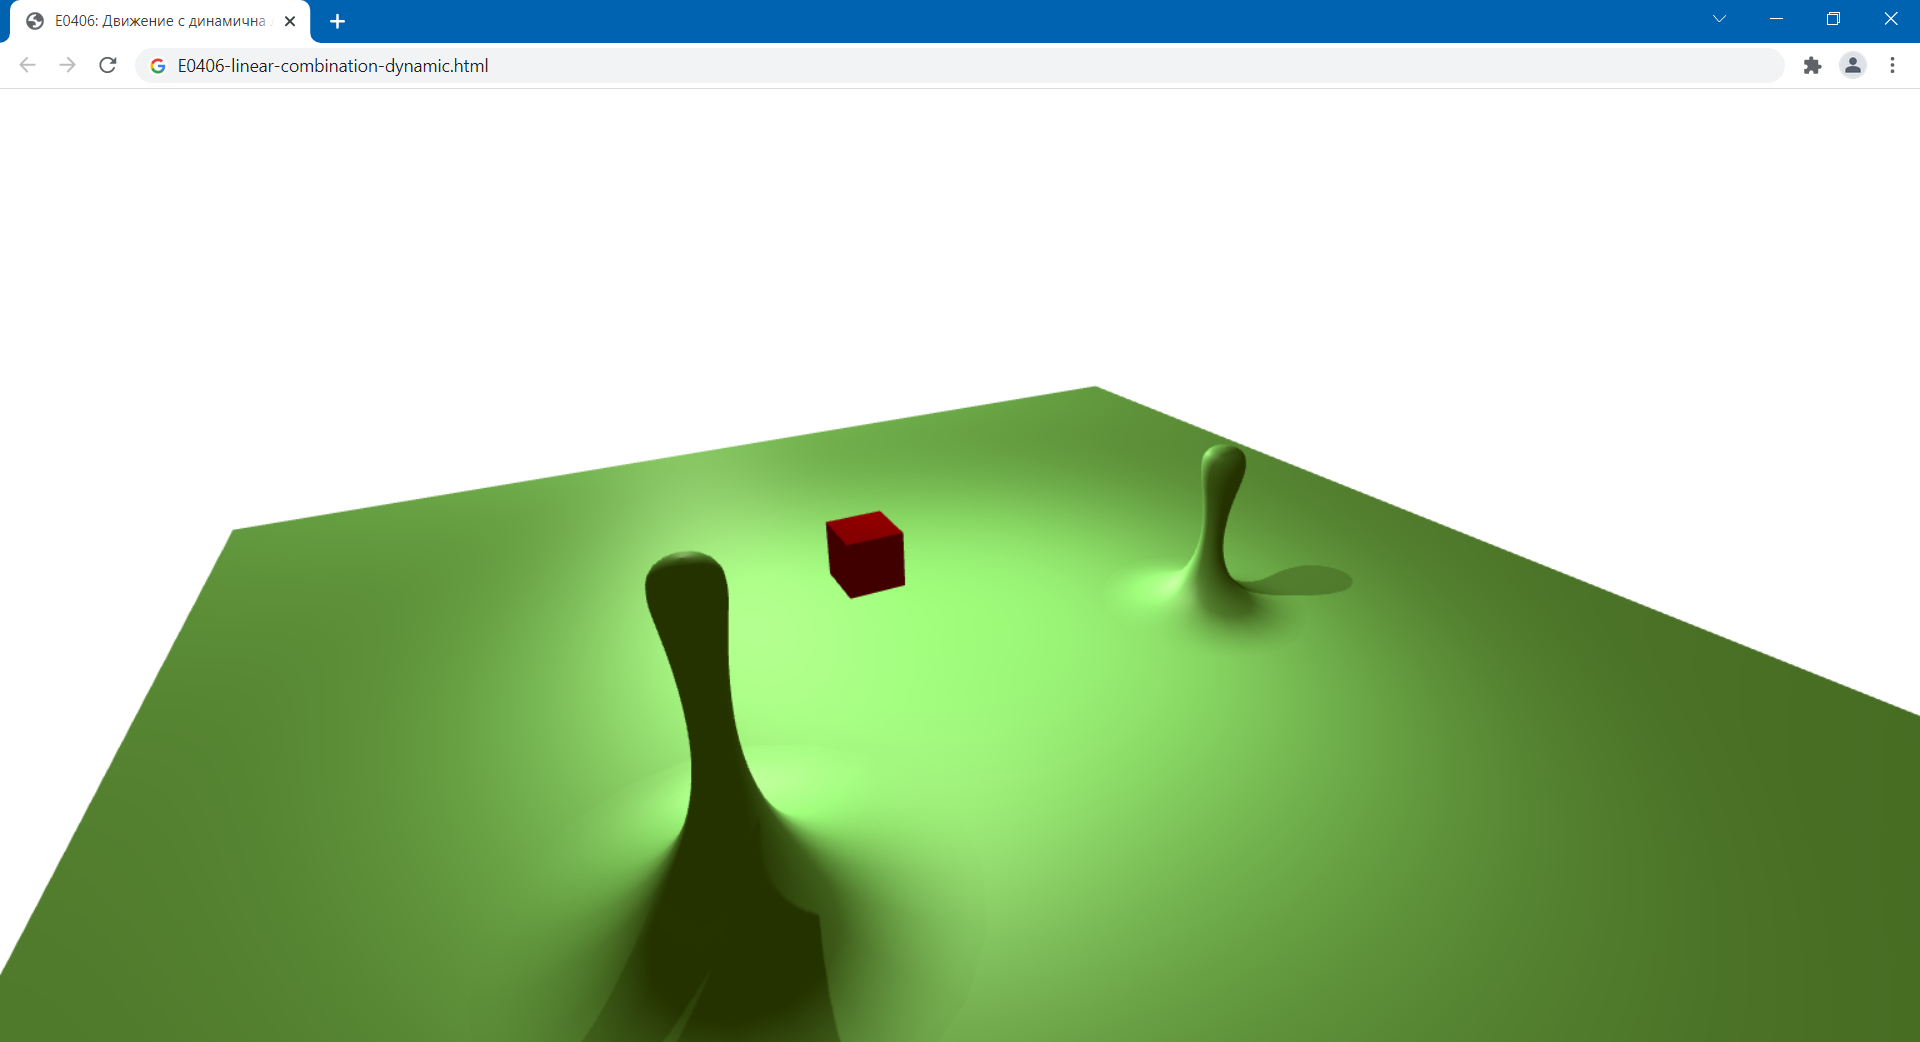 E0406: Движение с динамична
E0406-linear-combination-dynamic.html